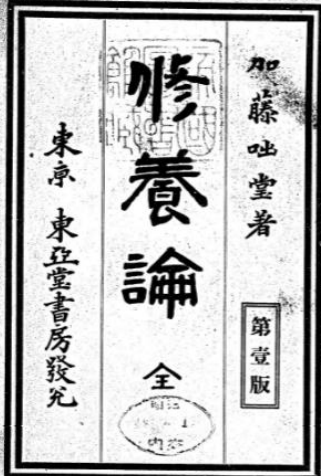 加藤咄堂著
第壹版
修養論
全
東京 東亞堂書房發兌